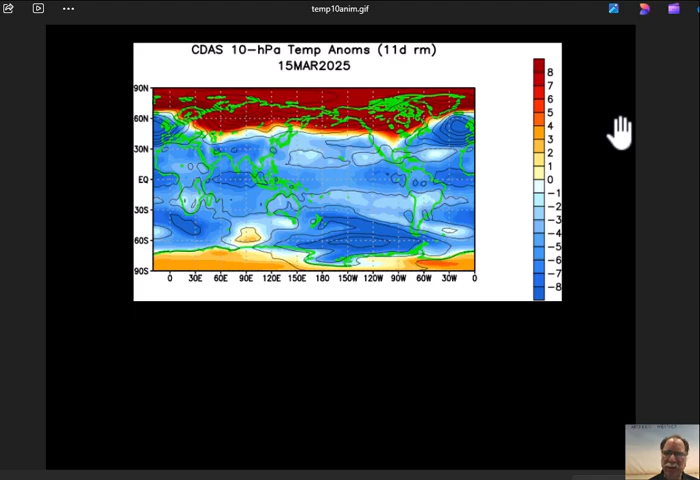 temp10anim.gif
CDAS 10-hPa Temp Anoms (11d rm)
15MAR2025
90N
60N
30N
EQ
30S
60S
90S
0 30E 60E 90E 120E 150E 180 150W 120W 90W 60W 30W 0
8
7
6
5
4
3
2
1
0
-1
-2
-3
-4
-5
-6
-7
-8